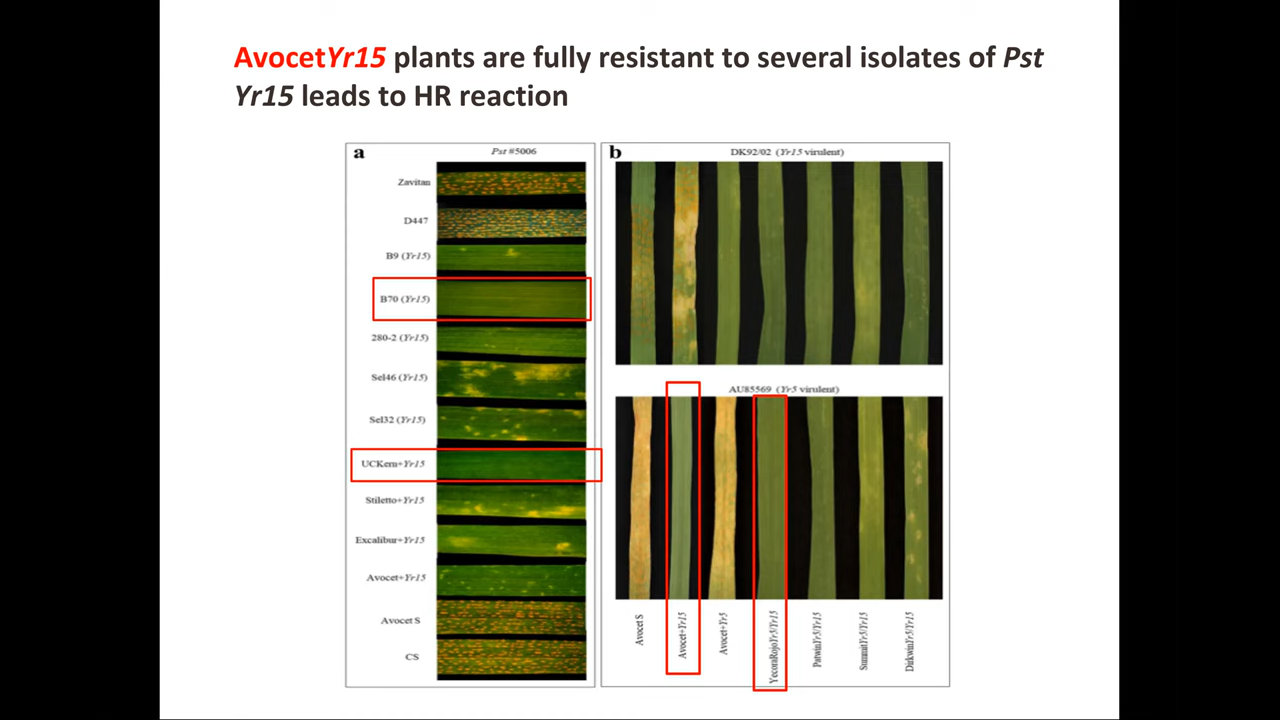 AvocetYr15 plants are fully resistant to several isolates of Pst
Yr15 leads to HR reaction
a
Pst #5006
Zavitan
D447
B9 (Yr15)
B70 (Yr15)
280-2 (Yr15)
Sel46 (Yr15)
Sel32 (Yr15)
UCKern+Yr15
Stiletto+Yr15
Excalibur+Yr15
Avocet+Yr15
Avocet S
CS
b
DK92/02 (Yr15 virulent)
AU85569 (Yr5 virulent)
Avocet S
Avocet+Yr15
Avocet+Yr5
YecoraRojoYr5/Yr15
PatwinYr5/Yr15
SummitYr5/Yr15
DirkwinYr5/Yr15